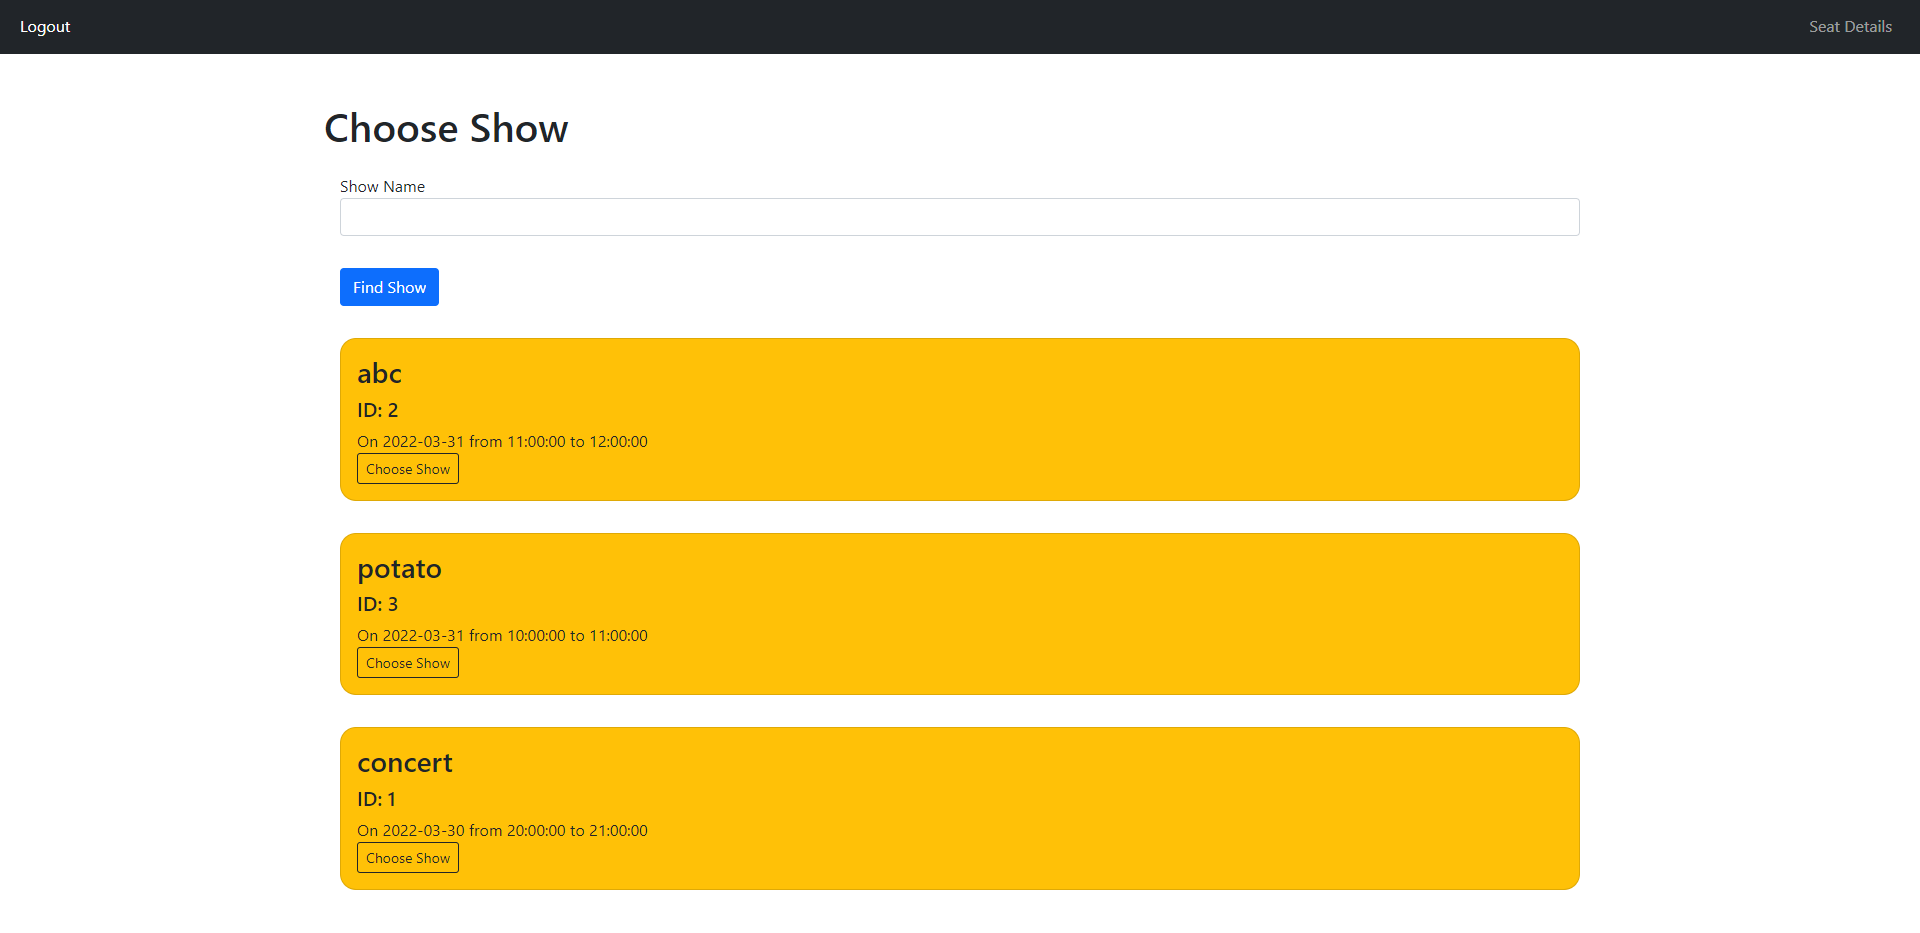 Logout
Seat Details
Choose Show
Show Name
Find Show
abc
ID: 2
On 2022-03-31 from 11:00:00 to 12:00:00
Choose Show
potato
ID: 3
On 2022-03-31 from 10:00:00 to 11:00:00
Choose Show
concert
ID: 1
On 2022-03-30 from 20:00:00 to 21:00:00
Choose Show